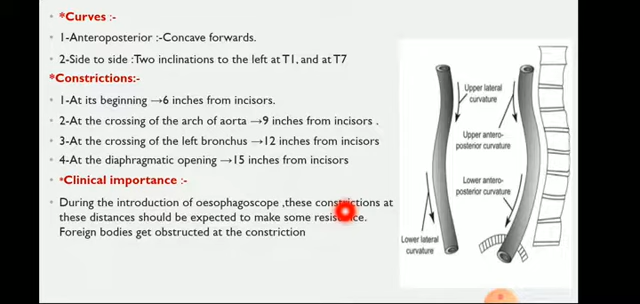 *Curves :-
1-Anteroposterior :-Concave forwards.
2-Side to side :Two inclinations to the left at T1, and at T7
*Constrictions:-
1-At its beginning →6 inches from incisors.
2-At the crossing of the arch of aorta →9 inches from incisors .
3-At the crossing of the left bronchus →12 inches from incisors
4-At the diaphragmatic opening →15 inches from incisors
*Clinical importance :-
During the introduction of oesophagoscope ,these constrictions at
these distances should be expected to make some resistance.
Foreign bodies get obstructed at the constriction
Upper lateral
curvature
Upper antero-
posterior curvature
Lower antero-
posterior curvature
Lower lateral
curvature